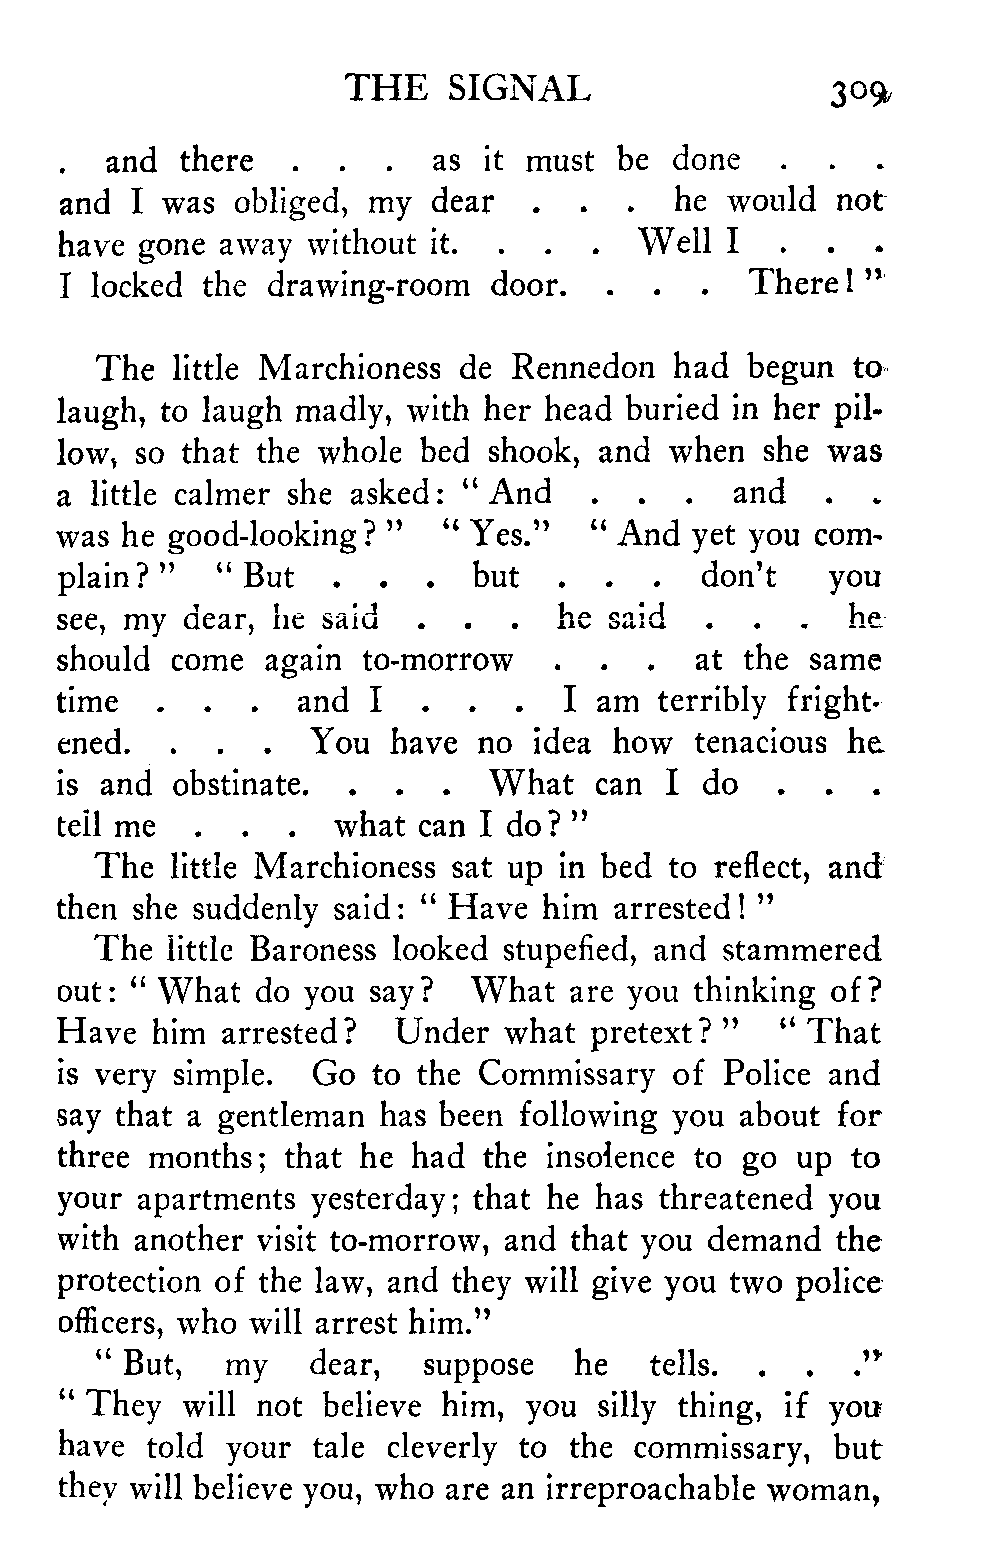 THE SIGNAL 309
. and there . . . as it must be done . . .
and I was obliged, my dear . . . he would not
have gone away without it. . . . Well I . . .
I locked the drawing-room door. . . . There! "
The little Marchioness de Rennedon had begun to
laugh, to laugh madly, with her head buried in her pil-
low, so that the whole bed shook, and when she was
a little calmer she asked: " And . . . and . .
was he good-looking? " " Yes." " And yet you com-
plain? " " But . . . but . . . don't you
see, my dear, he said . . . he said . . . he
should come again to-morrow . . . at the same
time . . . and I . . . I am terribly fright-
ened. . . . You have no idea how tenacious he
is and obstinate. . . . What can I do . . .
tell me . . . what can I do? "
The little Marchioness sat up in bed to reflect, and
then she suddenly said: " Have him arrested! "
The little Baroness looked stupefied, and stammered
out: " What do you say? What are you thinking of?
Have him arrested? Under what pretext? " " That
is very simple. Go to the Commissary of Police and
say that a gentleman has been following you about for
three months; that he had the insolence to go up to
your apartments yesterday; that he has threatened you
with another visit to-morrow, and that you demand the
protection of the law, and they will give you two police
officers, who will arrest him."
" But, my dear, suppose he tells. . . ."
" They will not believe him, you silly thing, if you
have told your tale cleverly to the commissary, but
they will believe you, who are an irreproachable woman,